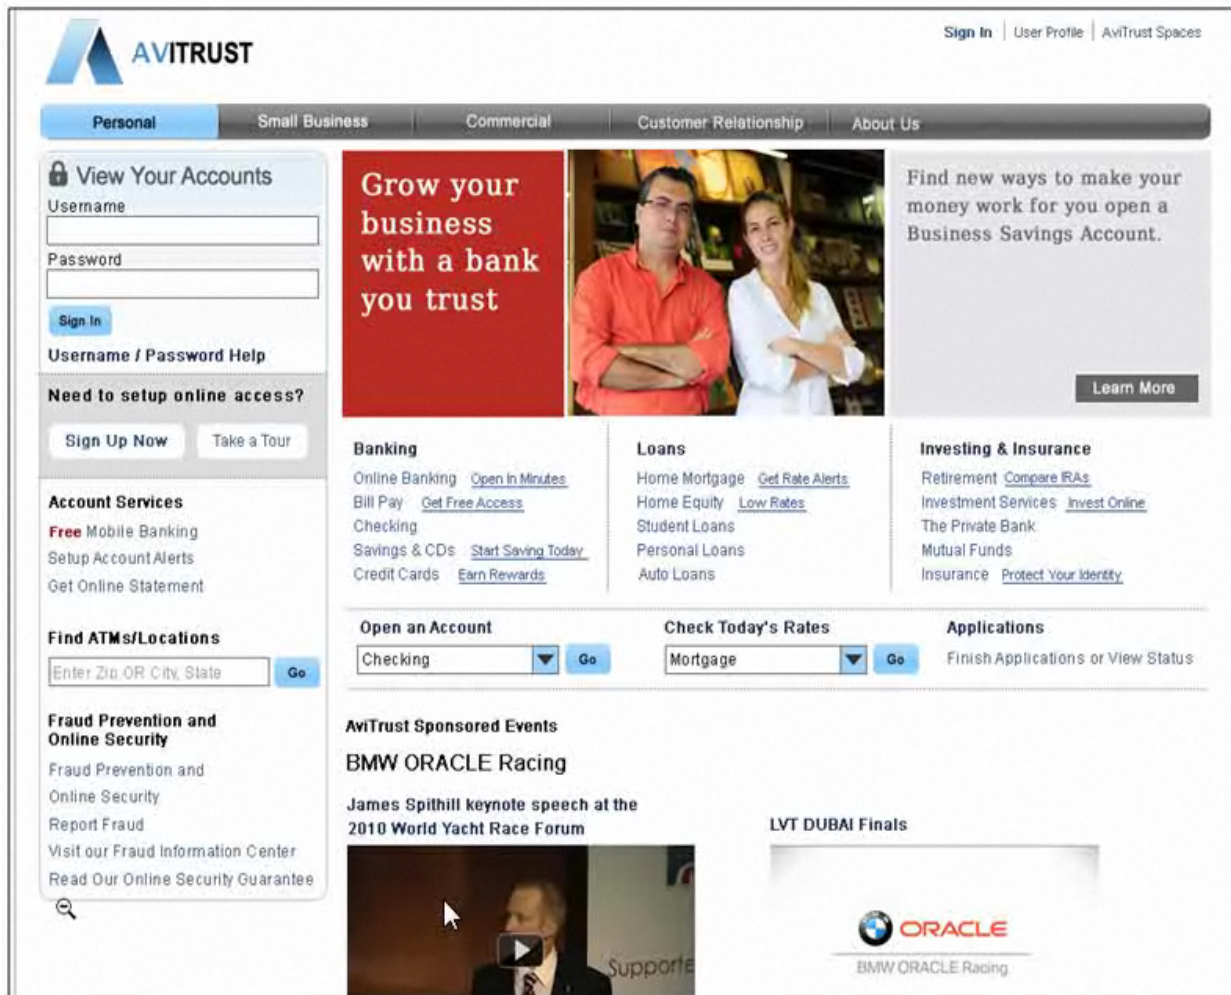 AVITRUST
Sign In | User Profile | AviTrust Spaces
Personal
Small Business
Commercial
Customer Relationship
About Us
View Your Accounts
Username
Password
Sign In
Username / Password Help
Need to setup online access?
Sign Up Now
Take a Tour
Account Services
Free Mobile Banking
Setup Account Alerts
Get Online Statement
Find ATMs/Locations
Enter Zip OR City, State
Go
Fraud Prevention and
Online Security
Fraud Prevention and
Online Security
Report Fraud
Visit our Fraud Information Center
Read Our Online Security Guarantee
Grow your
business
with a bank
you trust
Find new ways to make your
money work for you open a
Business Savings Account.
Learn More
Banking
Online Banking Open In Minutes
Bill Pay Get Free Access
Checking
Savings & CDs Start Saving Today
Credit Cards Earn Rewards
Loans
Home Mortgage Get Rate Alerts
Home Equity Low Rates
Student Loans
Personal Loans
Auto Loans
Investing & Insurance
Retirement Compare IRAs
Investment Services Invest Online
The Private Bank
Mutual Funds
Insurance Protect Your Identity
Open an Account
Checking
Go
Check Today's Rates
Mortgage
Go
Applications
Finish Applications or View Status
AviTrust Sponsored Events
BMW ORACLE Racing
James Spithill keynote speech at the
2010 World Yacht Race Forum
Supporte
LVT DUBAI Finals
ORACLE
BMW ORACLE Racing